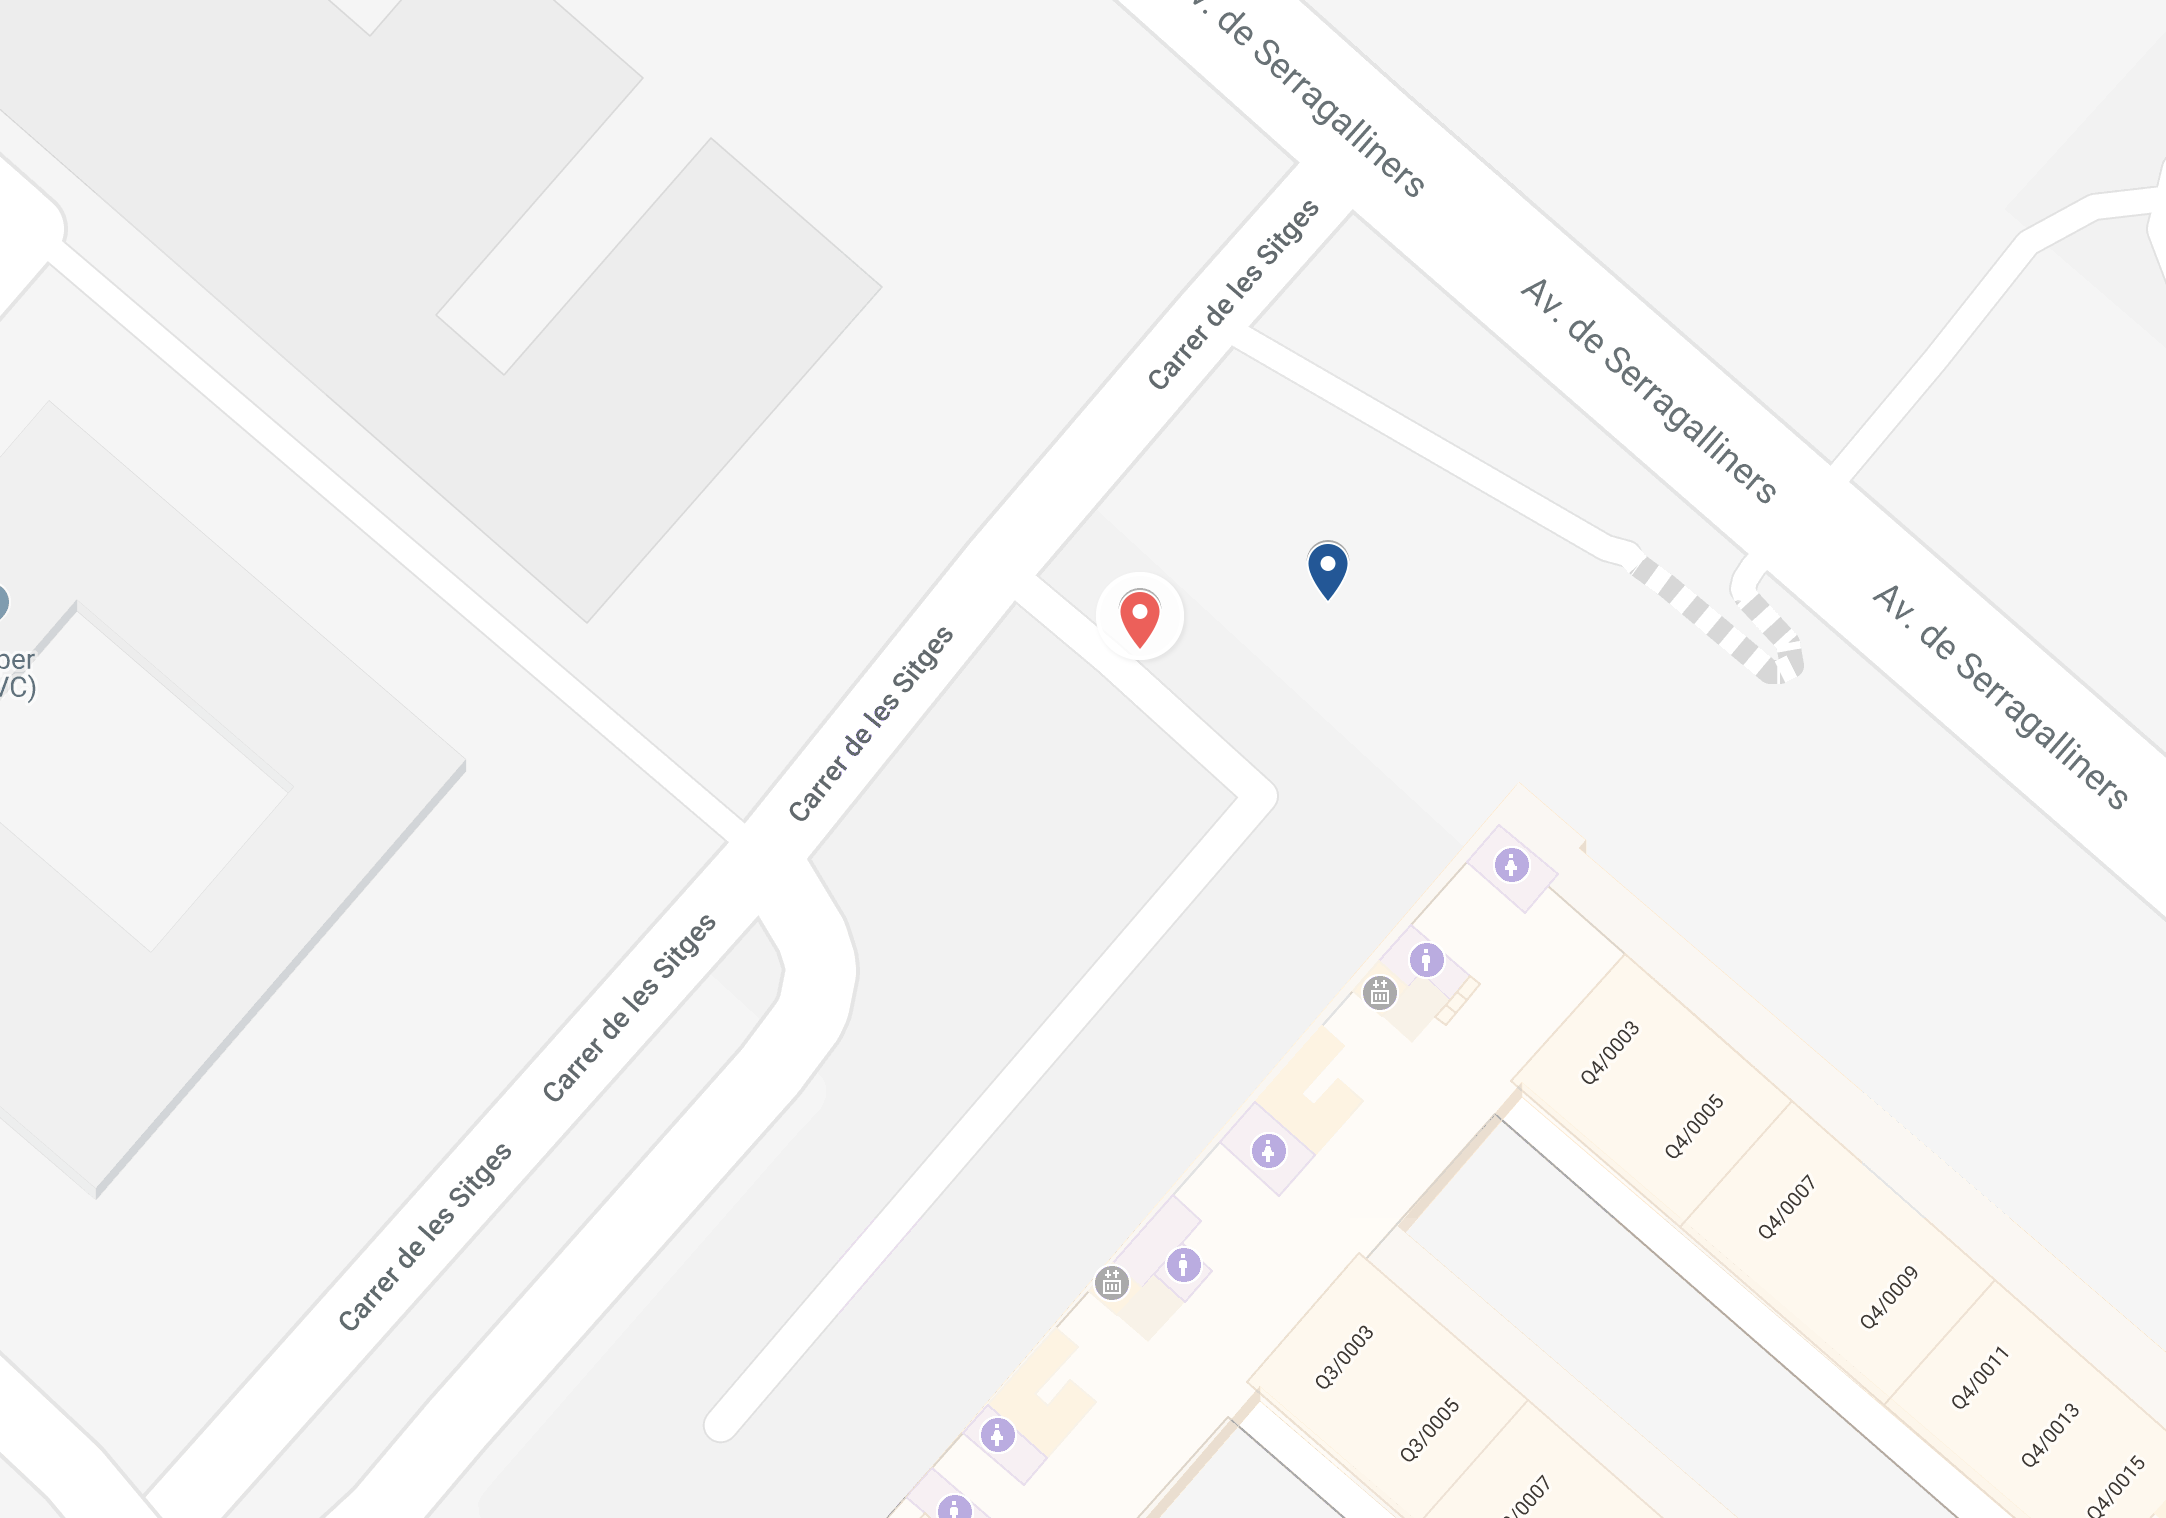 Av. de Serragalliners
Carrer de les Sitges
Av. de Serragalliners
Carrer de les Sitges
Av. de Serragalliners
Carrer de les Sitges
Carrer de les Sitges
Q4/0003
Q4/0005
Q4/0007
Q4/0009
Q4/0011
Q4/0013
Q4/0015
Q3/0003
Q3/0005
/0007